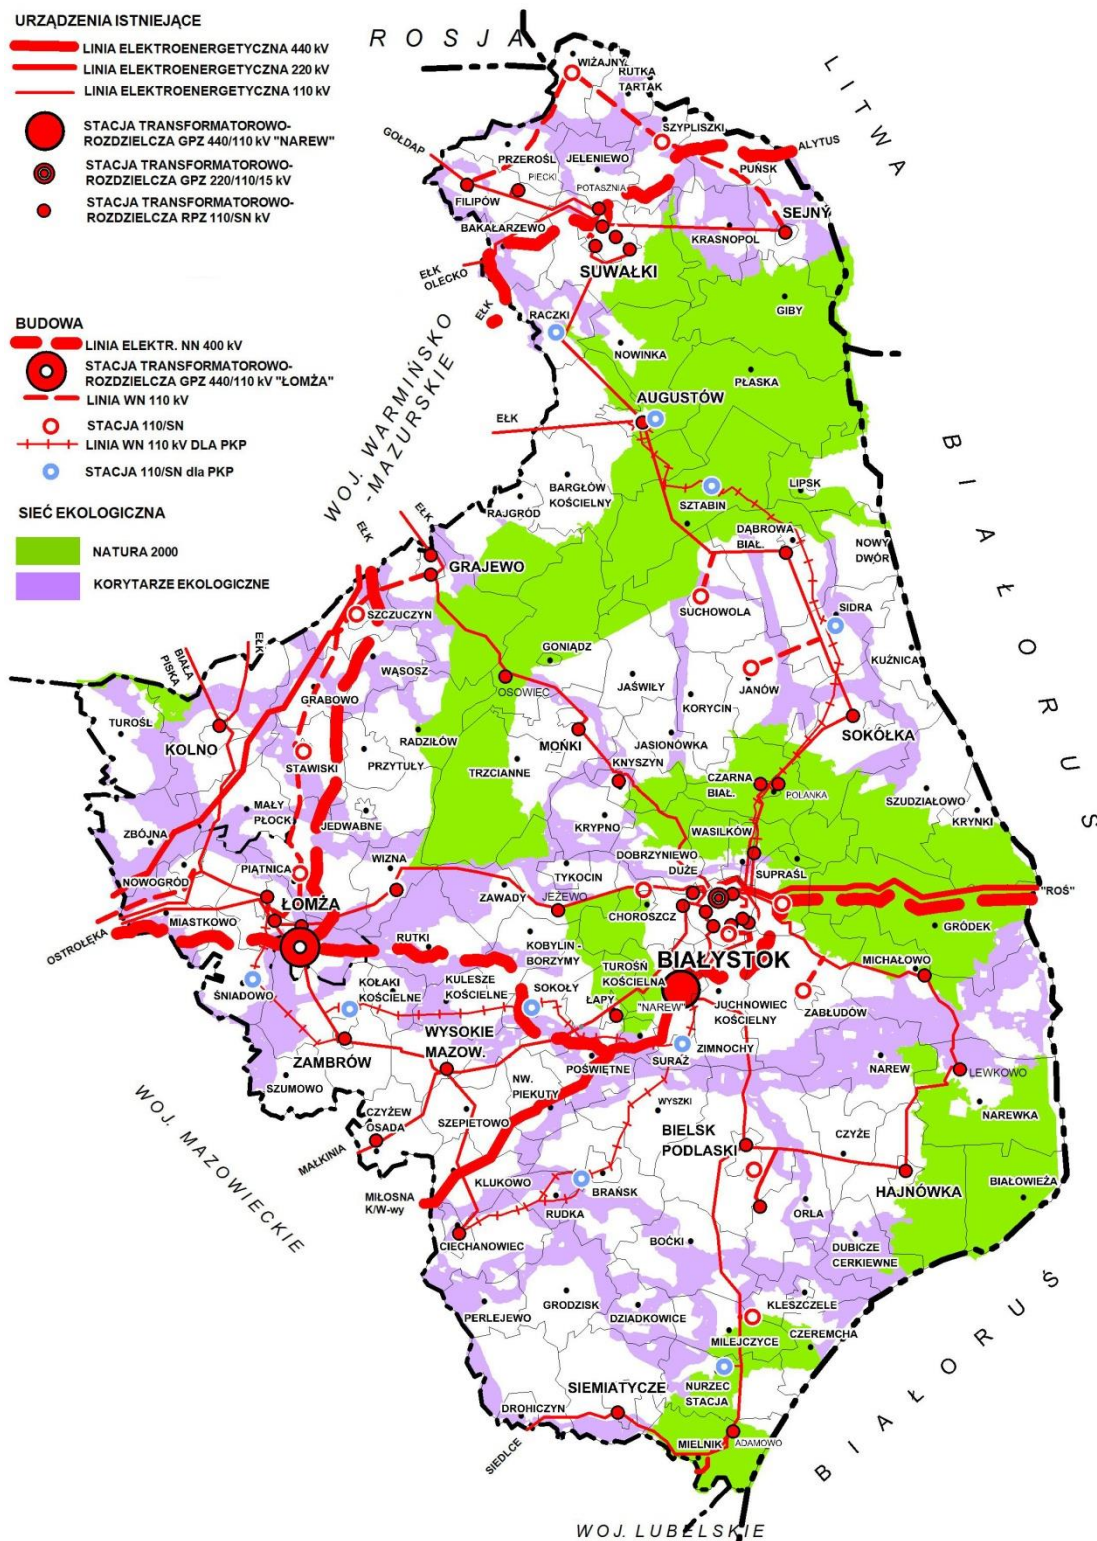 URZĄDZENIA ISTNIEJĄCE
LINIA ELEKTROENERGETYCZNA 440 kV
LINIA ELEKTROENERGETYCZNA 220 kV
LINIA ELEKTROENERGETYCZNA 110 kV
STACJA TRANSFORMATOROWO-
ROZDZIELCZA GPZ 440/110 kV "NAREW"
STACJA TRANSFORMATOROWO-
ROZDZIELCZA GPZ 220/110/15 kV
STACJA TRANSFORMATOROWO-
ROZDZIELCZA RPZ 110/SN kV
BUDOWA
LINIA ELEKTR. NN 400 kV
STACJA TRANSFORMATOROWO-
ROZDZIELCZA GPZ 440/110 kV "ŁOMŻA"
LINIA WN 110 kV
STACJA 110/SN
LINIA WN 110 kV DLA PKP
STACJA 110/SN dla PKP
SIEĆ EKOLOGICZNA
NATURA 2000
KORYTARZE EKOLOGICZNE
ROSJA
LITWA
BIAŁORUŚ
BIAŁORUŚ
WOJ. WARMIŃSKO
-MAZURSKIE
WOJ. MAZOWIECKIE
WOJ. LUBELSKIE
WIŻAJNY
RUTKA
TARTAK
SZYPLISZKI
ALYTUS
GOŁDAP
PRZEROŚL
JELENIEWO
PUŃSK
PIECKI
POTASZNIA
FILIPÓW
SEJNY
BAKAŁARZEWO
KRASNOPOL
EŁK
OLECKO
SUWAŁKI
EŁK
RACZKI
GIBY
NOWINKA
PŁASKA
AUGUSTÓW
EŁK
BARGŁÓW
KOŚCIELNY
LIPSK
SZTABIN
RAJGRÓD
DĄBROWA
BIAŁ.
NOWY
DWÓR
EŁK
EŁK
GRAJEWO
SZCZUCZYN
SUCHOWOLA
SIDRA
BIAŁA
PISKA
EŁK
GONIĄDZ
KUŹNICA
WĄSOSZ
OSOWIEC
JAŚWIŁY
JANÓW
GRABOWO
KORYCIN
TUROŚL
KOLNO
RADZIŁÓW
MOŃKI
JASIONÓWKA
SOKÓŁKA
STAWISKI
PRZYTUŁY
TRZCIANNE
KNYSZYN
CZARNA
BIAŁ.
POLANKA
SZUDZIAŁOWO
KRYNKI
MAŁY
PŁOCK
JEDWABNE
KRYPNO
WASILKÓW
ZBÓJNA
WIZNA
DOBRZYNIEWO
DUŻE
SUPRAŚL
PIĄTNICA
TYKOCIN
NOWOGRÓD
ZAWADY
JEŻEWO
"ROŚ"
ŁOMŻA
CHOROSZCZ
MIASTKOWO
GRÓDEK
OSTROŁĘKA
RUTKI
KOBYLIN -
BORZYMY
BIAŁYSTOK
MICHAŁOWO
TUROŚŃ
KOŚCIELNA
KOŁAKI
KOŚCIELNE
KULESZE
KOŚCIELNE
SOKOŁY
ŚNIADOWO
ŁAPY
"NAREW"
JUCHNOWIEC
KOŚCIELNY
ZABŁUDÓW
WYSOKIE
MAZOW.
ZAMBRÓW
SURAŻ
ZIMNOCHY
POŚWIĘTNE
NAREW
LEWKOWO
SZUMOWO
NW.
PIEKUTY
WYSZKI
NAREWKA
CZYŻEW
OSADA
SZEPIETOWO
BIELSK
PODLASKI
CZYŻE
MAŁKINIA
KLUKOWO
BRAŃSK
HAJNÓWKA
BIAŁOWIEŻA
MIŁOSNA
K/W-wy
RUDKA
ORLA
CIECHANOWIEC
BOĆKI
DUBICZE
CERKIEWNE
GRODZISK
KLESZCZELE
PERLEJEWO
DZIADKOWICE
MILEJCZYCE
CZEREMCHA
SIEMIATYCZE
NURZEC
STACJA
DROHICZYN
SIEDLCE
MIELNIK
ADAMOWO